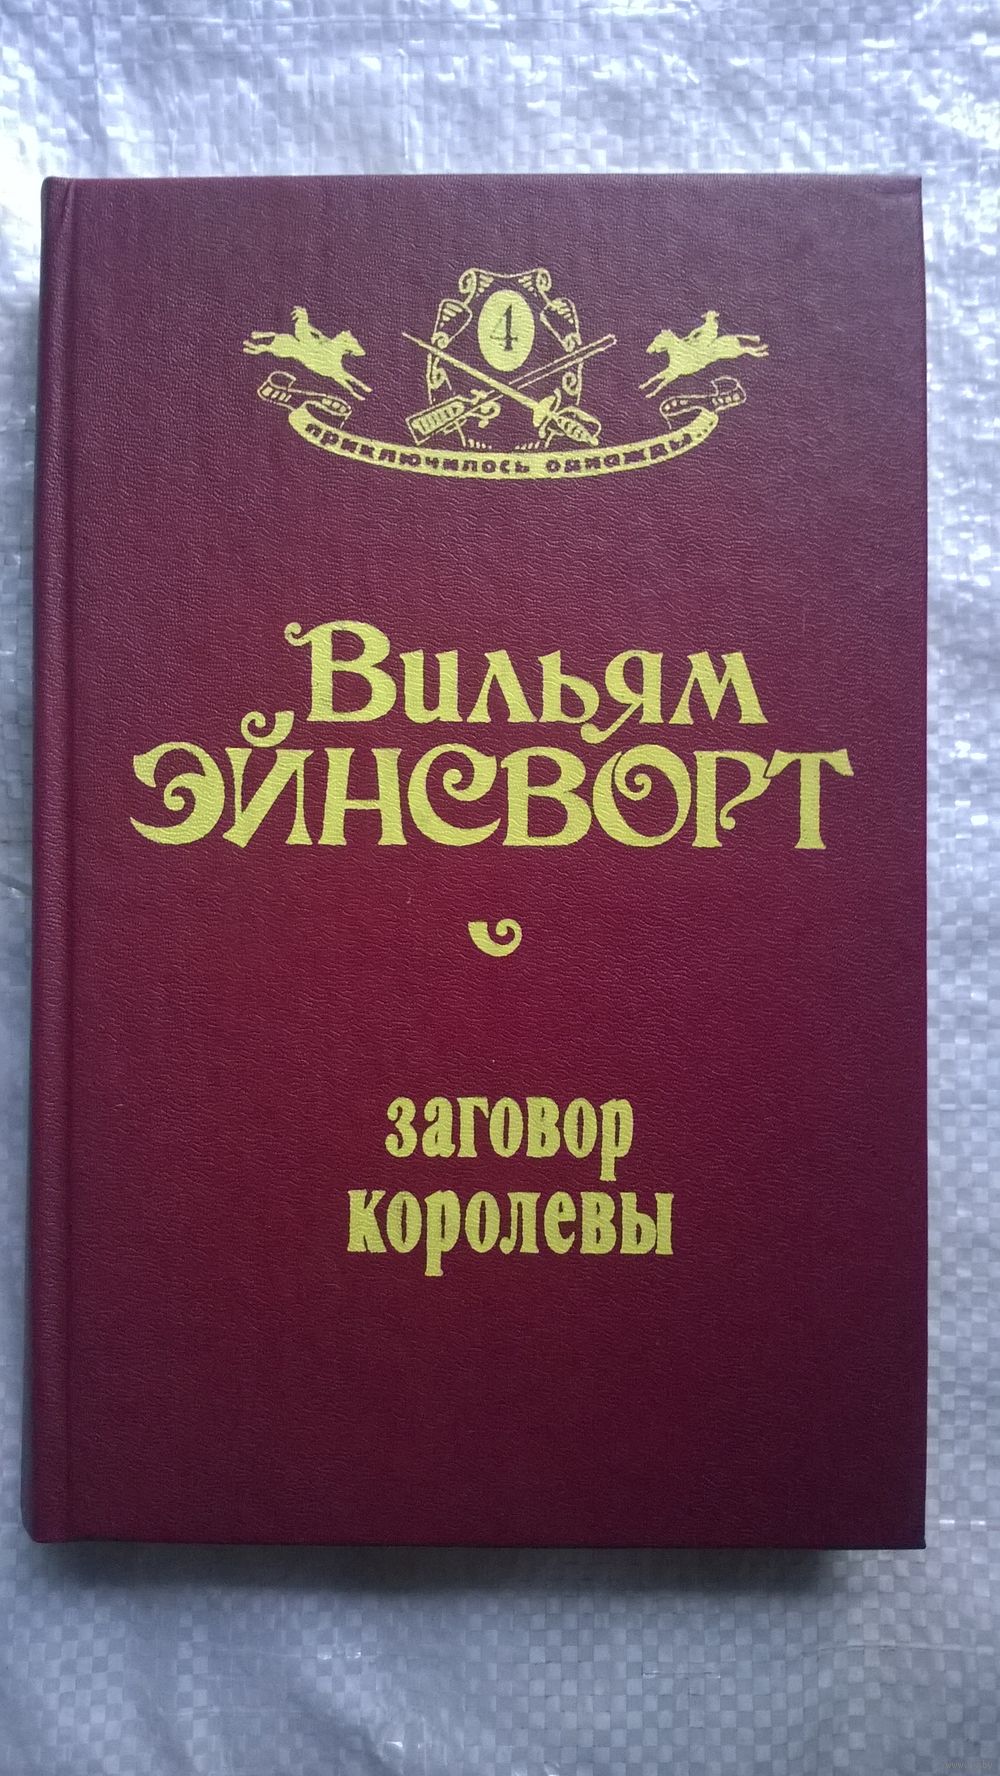 4
приключилось однажды...
Вильям
ЭЙНСВОРТ
заговор
королевы